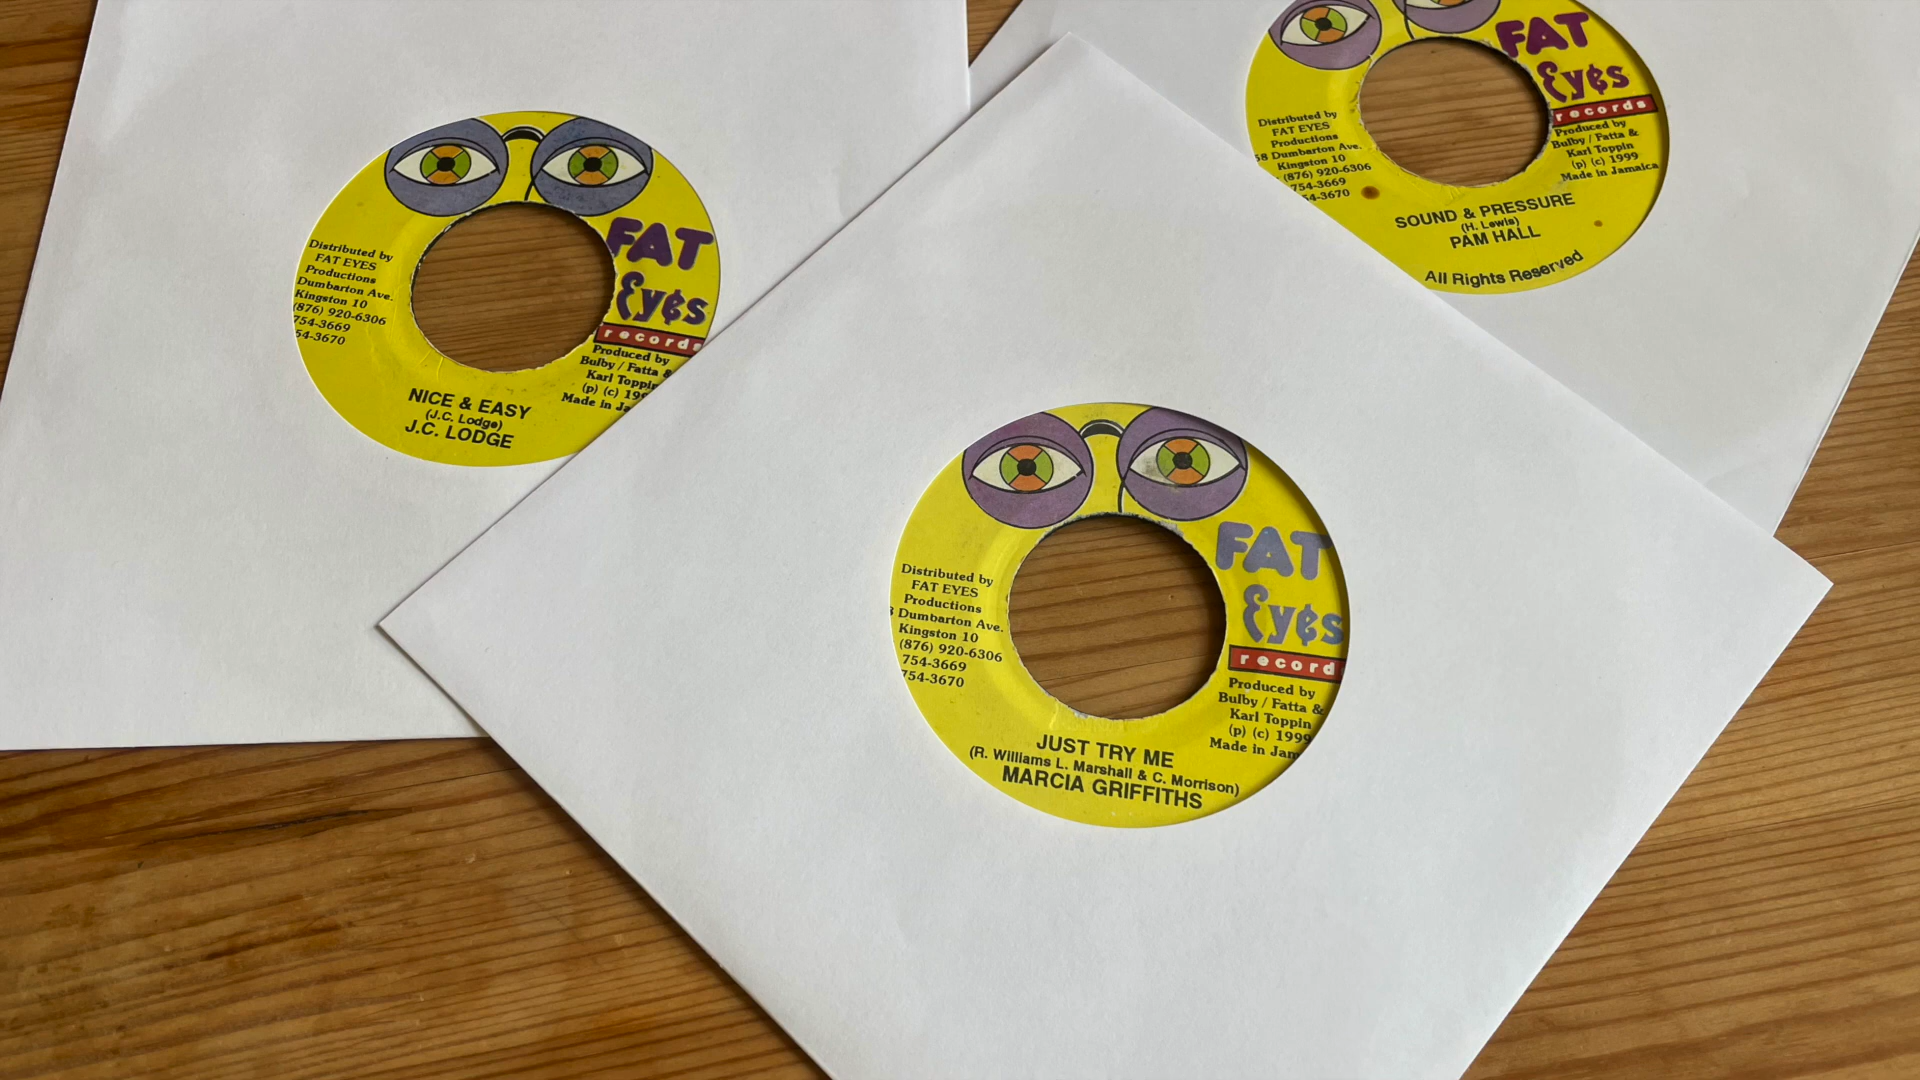 Distributed by
FAT EYES
Productions
Dumbarton Ave.
Kingston 10
(876) 920-6306
754-3669
54-3670
FAT
Eyes
records
Produced by
Bulby / Fatta &
Karl Toppin
(p) (c)
Made in
NICE & EASY
(J.C. Lodge)
J.C. LODGE
Distributed by
FAT EYES
Productions
58 Dumbarton Ave.
Kingston 10
(876) 920-6306
754-3669
54-3670
FAT
Eyes
records
Produced by
Bulby / Fatta &
Karl Toppin
(p) (c) 1999
Made in Jamaica
SOUND & PRESSURE
(H. Lewis)
PAM HALL
All Rights Reserved
Distributed by
FAT EYES
Productions
Dumbarton Ave.
Kingston 10
(876) 920-6306
754-3669
754-3670
FAT
Eyes
record
Produced by
Bulby / Fatta &
Karl Toppin
(p) (c) 1999
Made in Jam
JUST TRY ME
(R. Williams L. Marshall & C. Morrison)
MARCIA GRIFFITHS